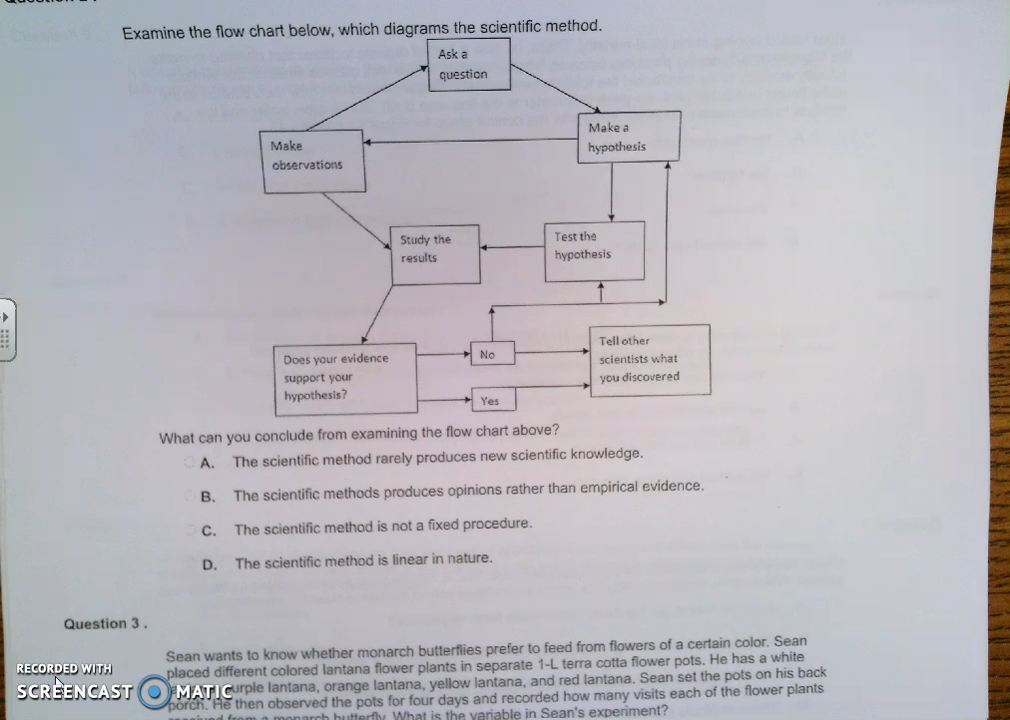 Examine the flow chart below, which diagrams the scientific method.
Ask a
question
Make a
hypothesis
Make
observations
Study the
results
Test the
hypothesis
Does your evidence
support your
hypothesis?
No
Yes
Tell other
scientists what
you discovered
What can you conclude from examining the flow chart above?
A. The scientific method rarely produces new scientific knowledge.
B. The scientific methods produces opinions rather than empirical evidence.
C. The scientific method is not a fixed procedure.
D. The scientific method is linear in nature.
Question 3 .
Sean wants to know whether monarch butterflies prefer to feed from flowers of a certain color. Sean
placed different colored lantana flower plants in separate 1-L terra cotta flower pots. He has a white
lantana, orange lantana, yellow lantana, and red lantana. Sean set the pots on his back
porch. He then observed the pots for four days and recorded how many visits each of the flower plants
from a monarch butterfly. What is the variable in Sean's experiment?
RECORDED WITH
SCREENCAST MATIC